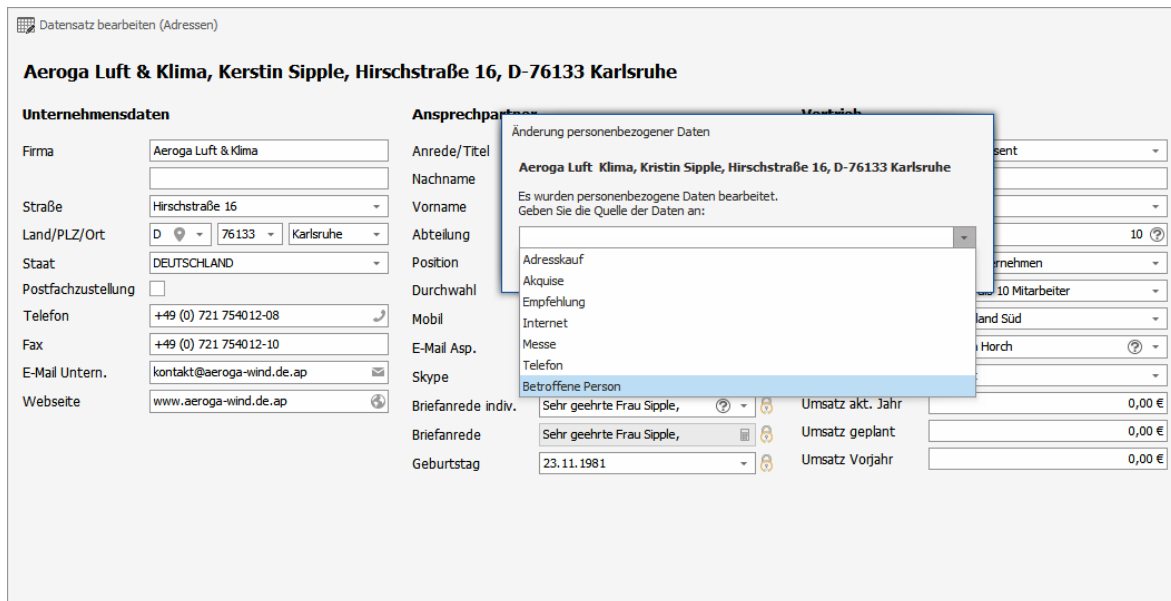 Datensatz bearbeiten (Adressen)
Aeroga Luft & Klima, Kerstin Sipple, Hirschstraße 16, D-76133 Karlsruhe
Unternehmensdaten
Firma Aeroga Luft & Klima
Straße Hirschstraße 16
Land/PLZ/Ort D 76133 Karlsruhe
Staat DEUTSCHLAND
Postfachzustellung
Telefon +49 (0) 721 754012-08
Fax +49 (0) 721 754012-10
E-Mail Untern. kontakt@aeroga-wind.de.ap
Webseite www.aeroga-wind.de.ap
Ansprechpartner
Anrede/Titel
Nachname
Vorname
Abteilung
Position
Durchwahl
Mobil
E-Mail Asp.
Skype
Briefanrede indiv. Sehr geehrte Frau Sipple,
Briefanrede Sehr geehrte Frau Sipple,
Geburtstag 23.11.1981
Änderung personenbezogener Daten
Aeroga Luft Klima, Kristin Sipple, Hirschstraße 16, D-76133 Karlsruhe
Es wurden personenbezogene Daten bearbeitet.
Geben Sie die Quelle der Daten an:
Adresskauf
Akquise
Empfehlung
Internet
Messe
Telefon
Betroffene Person
Vertrieb
10
10 Mitarbeiter
Süd
Horch
Umsatz akt. Jahr 0,00 €
Umsatz geplant 0,00 €
Umsatz Vorjahr 0,00 €